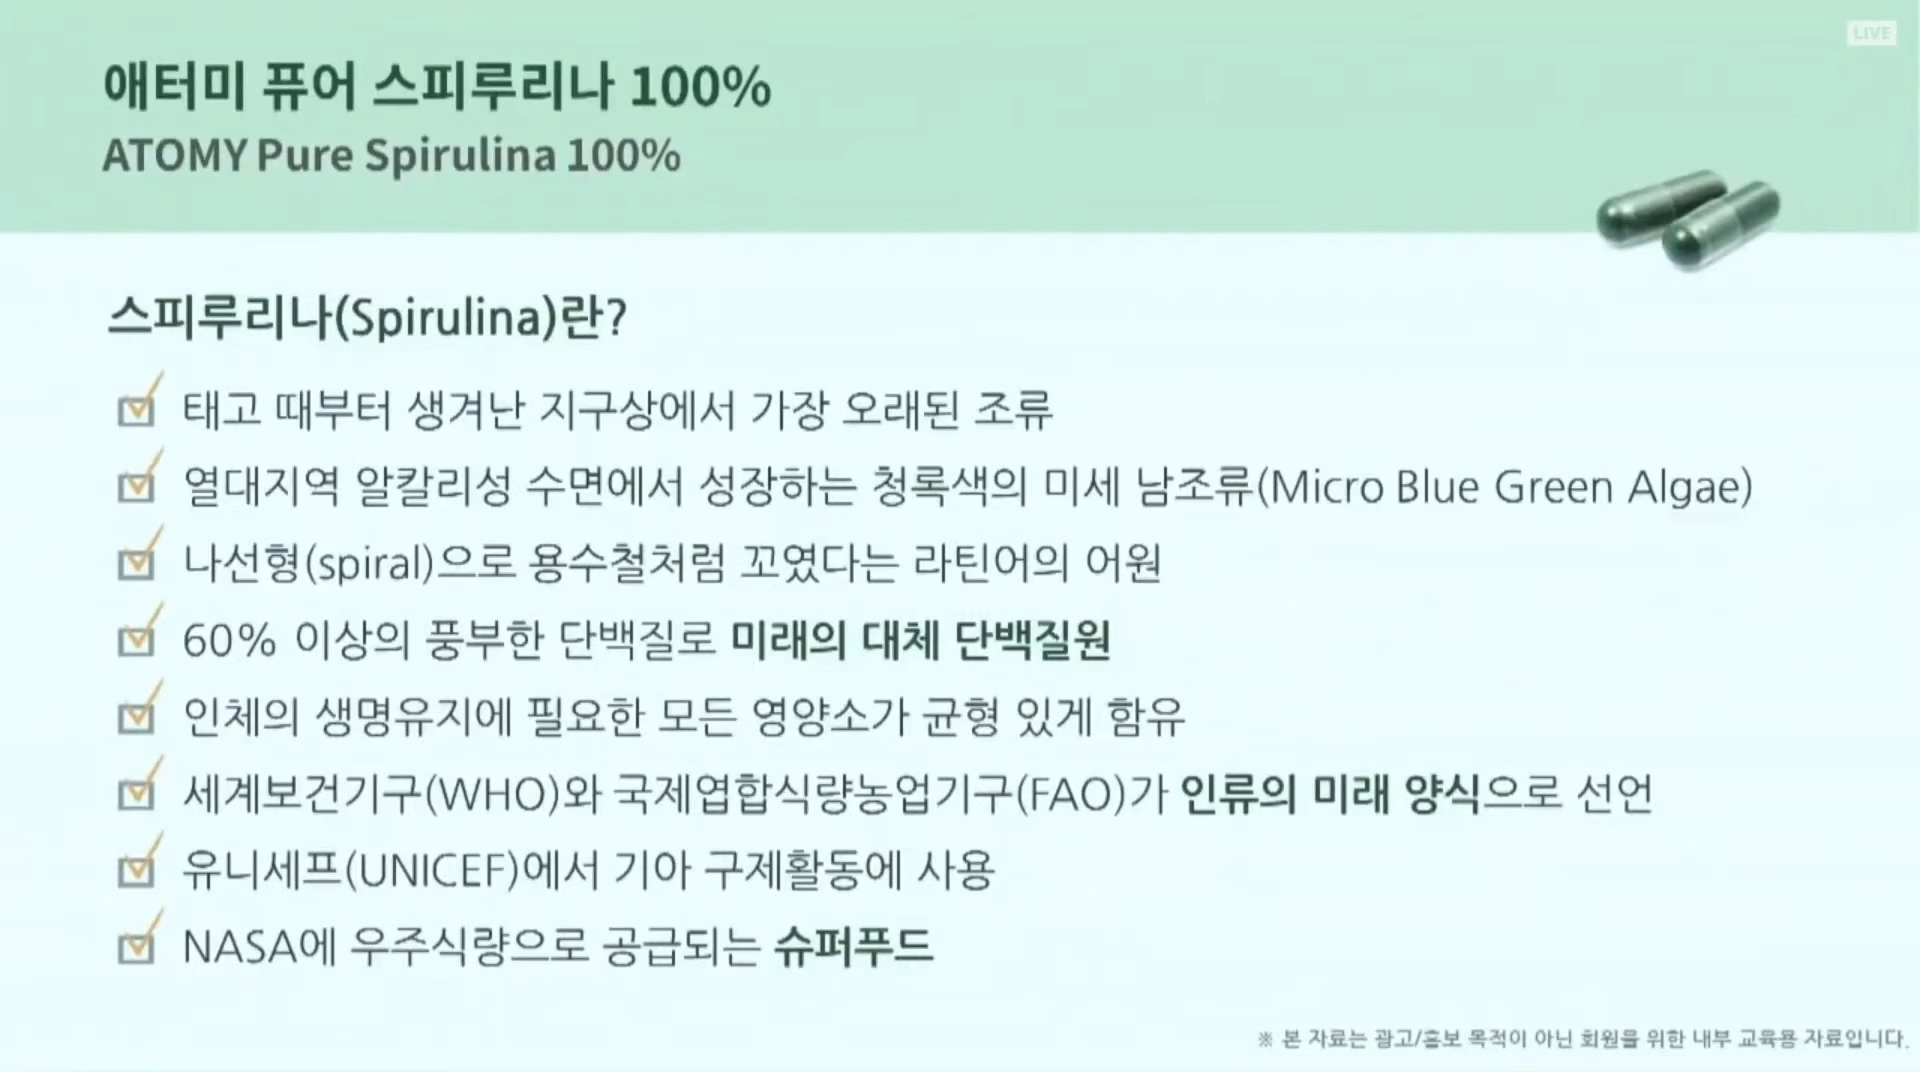 LIVE
애터미 퓨어 스피루리나 100%
ATOMY Pure Spirulina 100%
스피루리나(Spirulina)란?
태고 때부터 생겨난 지구상에서 가장 오래된 조류
열대지역 알칼리성 수면에서 성장하는 청록색의 미세 남조류(Micro Blue Green Algae)
나선형(spiral)으로 용수철처럼 꼬였다는 라틴어의 어원
60% 이상의 풍부한 단백질로 미래의 대체 단백질원
인체의 생명유지에 필요한 모든 영양소가 균형 있게 함유
세계보건기구(WHO)와 국제엽합식량농업기구(FAO)가 인류의 미래 양식으로 선언
유니세프(UNICEF)에서 기아 구제활동에 사용
NASA에 우주식량으로 공급되는 슈퍼푸드
※ 본 자료는 광고/홍보 목적이 아닌 회원을 위한 내부 교육용 자료입니다.